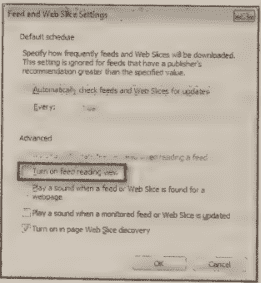 Feed and Web Slice Settings
Default schedule
Specify how frequently feeds and Web Slices will be downloaded.
This setting is ignored for feeds that have a publisher's
recommendation greater than the specified value.
Automatically check feeds and Web Slices for updates
Every:
Advanced
reading a feed
Turn on feed reading view
Play a sound when a feed or Web Slice is found for a
webpage
Play a sound when a monitored feed or Web Slice is updated
Turn on in page Web Slice discovery
OK
Cancel